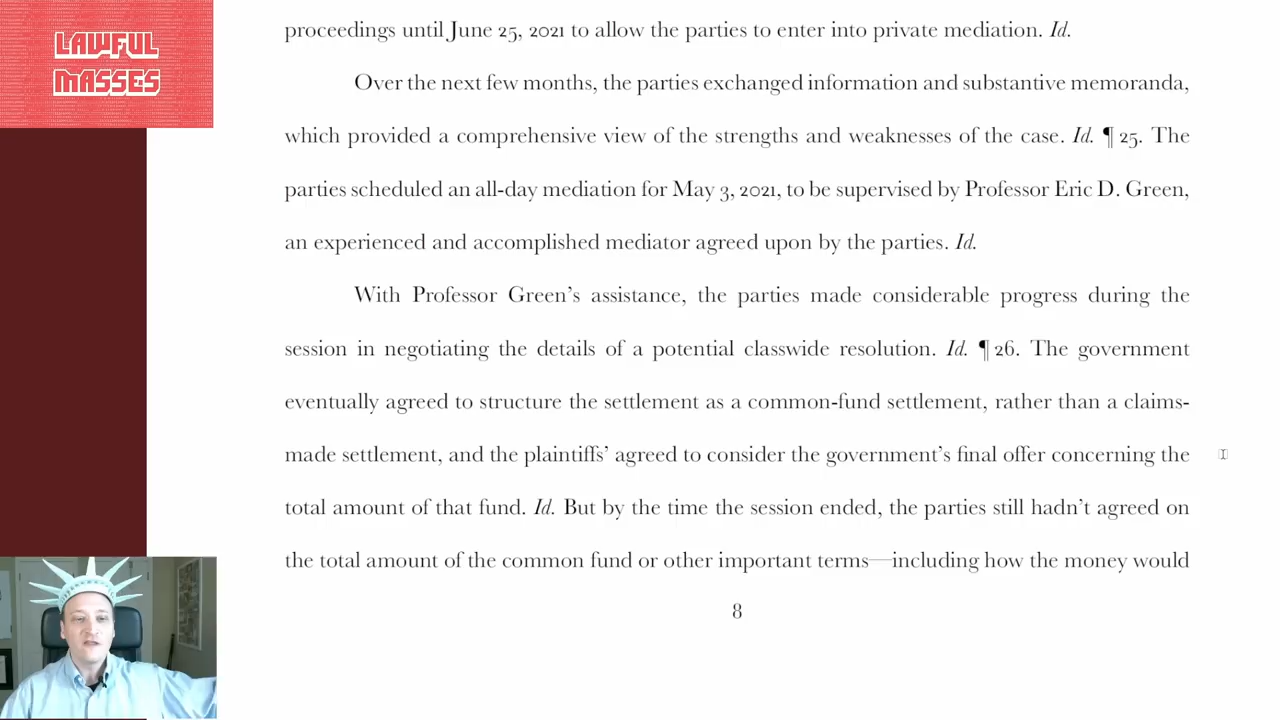 LAWFUL
MASSES
proceedings until June 25, 2021 to allow the parties to enter into private mediation. Id.
Over the next few months, the parties exchanged information and substantive memoranda,
which provided a comprehensive view of the strengths and weaknesses of the case. Id. ¶ 25. The
parties scheduled an all-day mediation for May 3, 2021, to be supervised by Professor Eric D. Green,
an experienced and accomplished mediator agreed upon by the parties. Id.
With Professor Green’s assistance, the parties made considerable progress during the
session in negotiating the details of a potential classwide resolution. Id. ¶ 26. The government
eventually agreed to structure the settlement as a common-fund settlement, rather than a claims-
made settlement, and the plaintiffs’ agreed to consider the government’s final offer concerning the
total amount of that fund. Id. But by the time the session ended, the parties still hadn’t agreed on
the total amount of the common fund or other important terms—including how the money would
8